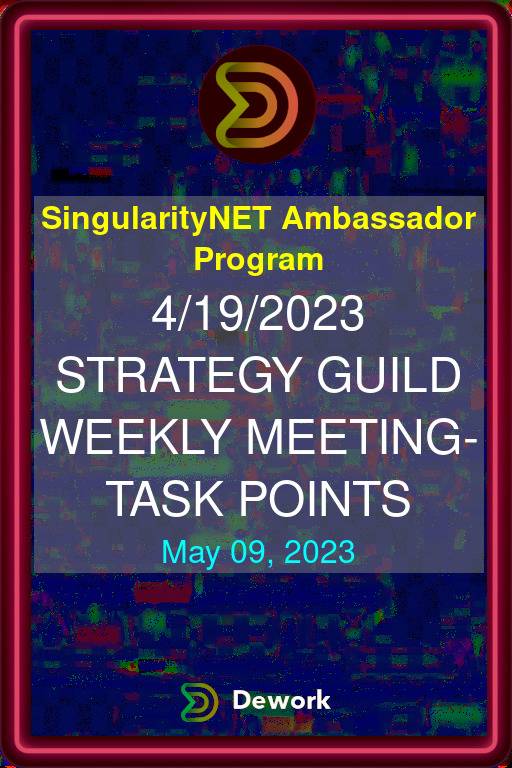 SingularityNET Ambassador
Program
4/19/2023
STRATEGY GUILD
WEEKLY MEETING-
TASK POINTS
May 09, 2023
Dework